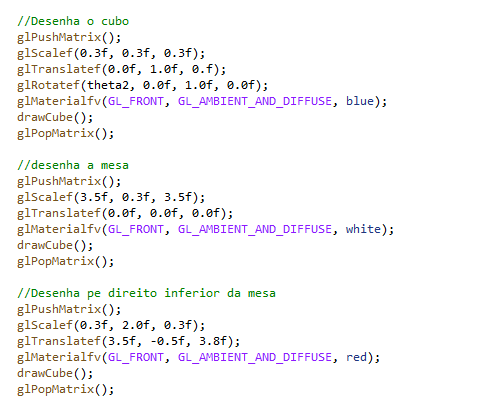 //Desenha o cubo
glPushMatrix();
glScalef(0.3f, 0.3f, 0.3f);
glTranslatef(0.0f, 1.0f, 0.f);
glRotatef(theta2, 0.0f, 1.0f, 0.0f);
glMaterialfv(GL_FRONT, GL_AMBIENT_AND_DIFFUSE, blue);
drawCube();
glPopMatrix();

//desenha a mesa
glPushMatrix();
glScalef(3.5f, 0.3f, 3.5f);
glTranslatef(0.0f, 0.0f, 0.0f);
glMaterialfv(GL_FRONT, GL_AMBIENT_AND_DIFFUSE, white);
drawCube();
glPopMatrix();

//Desenha pe direito inferior da mesa
glPushMatrix();
glScalef(0.3f, 2.0f, 0.3f);
glTranslatef(3.5f, -0.5f, 3.8f);
glMaterialfv(GL_FRONT, GL_AMBIENT_AND_DIFFUSE, red);
drawCube();
glPopMatrix();